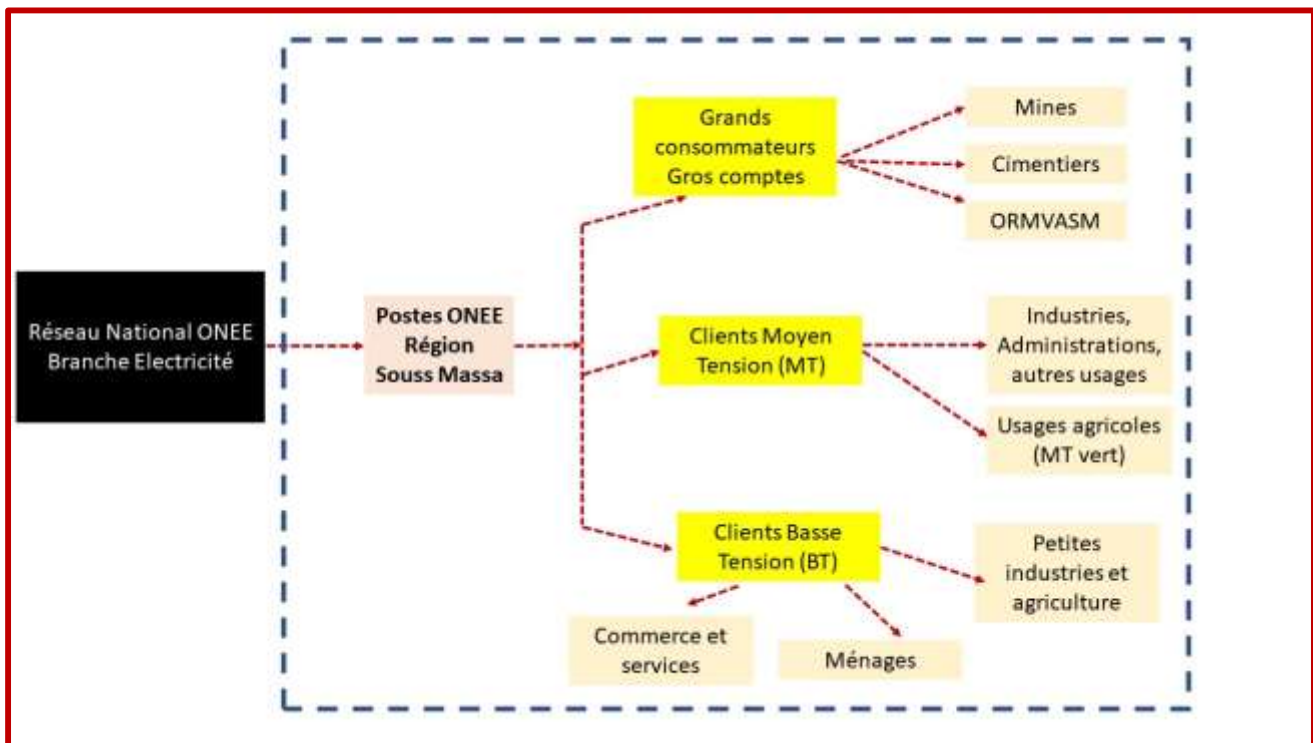 Réseau National ONEE
Branche Electricité
Postes ONEE
Région
Souss Massa
Grands
consommateurs
Gros comptes
Mines
Cimentiers
ORMVASM
Clients Moyen
Tension (MT)
Industries,
Administrations,
autres usages
Usages agricoles
(MT vert)
Clients Basse
Tension (BT)
Petites
industries et
agriculture
Commerce et
services
Ménages